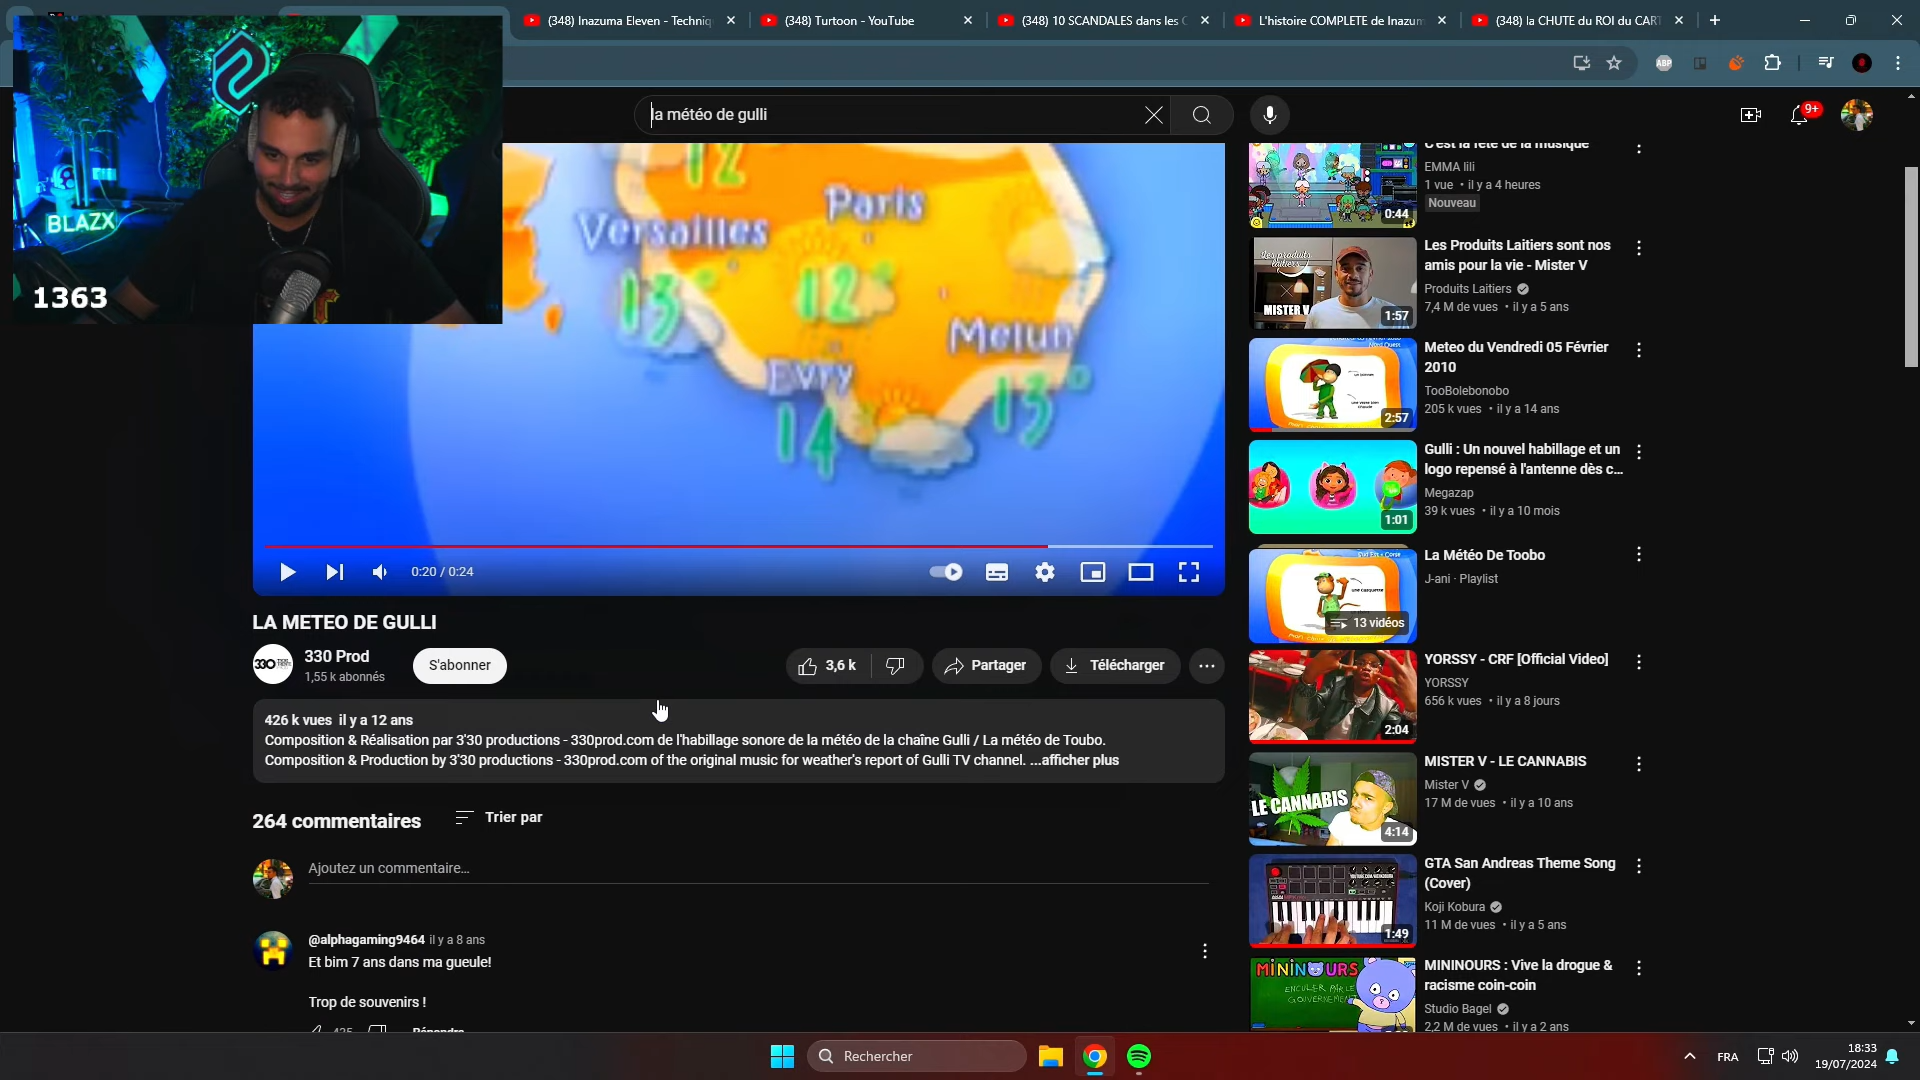 (348) Inazuma Eleven - Techniq
(348) Turtoon - YouTube
(348) 10 SCANDALES dans les C
L'histoire COMPLETE de Inazum
(348) la CHUTE du ROI du CART
ABP
BLAZX
1363
la météo de gulli
9+
12
Paris
Versailles
13°
12°
Melun
Evry
13°
14°
0:20 / 0:24
LA METEO DE GULLI
330 Prod
1,55 k abonnés
S'abonner
3,6 k
Partager
Télécharger
426 k vues il y a 12 ans
Composition & Réalisation par 3'30 productions - 330prod.com de l'habillage sonore de la météo de la chaîne Gulli / La météo de Toubo.
Composition & Production by 3'30 productions - 330prod.com of the original music for weather's report of Gulli TV channel. ...afficher plus
264 commentaires
Trier par
Ajoutez un commentaire...
@alphagaming9464 il y a 8 ans
Et bim 7 ans dans ma gueule!
Trop de souvenirs !
435
Répondre
C'est la fête de la musique
EMMA lili
1 vue • il y a 4 heures
Nouveau
0:44
Les Produits Laitiers sont nos
amis pour la vie - Mister V
Produits Laitiers
7,4 M de vues • il y a 5 ans
Les produits
laitiers
MISTER V
1:57
Meteo du Vendredi 05 Février
2010
TooBolebonobo
205 k vues • il y a 14 ans
2:57
Gulli : Un nouvel habillage et un
logo repensé à l'antenne dès c...
Megazap
39 k vues • il y a 10 mois
1:01
La Météo De Toobo
J-ani · Playlist
une casquette
13 vidéos
YORSSY - CRF [Official Video]
YORSSY
656 k vues • il y a 8 jours
2:04
MISTER V - LE CANNABIS
Mister V
17 M de vues • il y a 10 ans
LE CANNABIS
4:14
GTA San Andreas Theme Song
(Cover)
Koji Kobura
11 M de vues • il y a 5 ans
1:49
MININOURS : Vive la drogue &
racisme coin-coin
Studio Bagel
2,2 M de vues • il y a 2 ans
MININOURS
ENCULER PAR LE
GOUVERNEMENT
Rechercher
FRA
18:33
19/07/2024